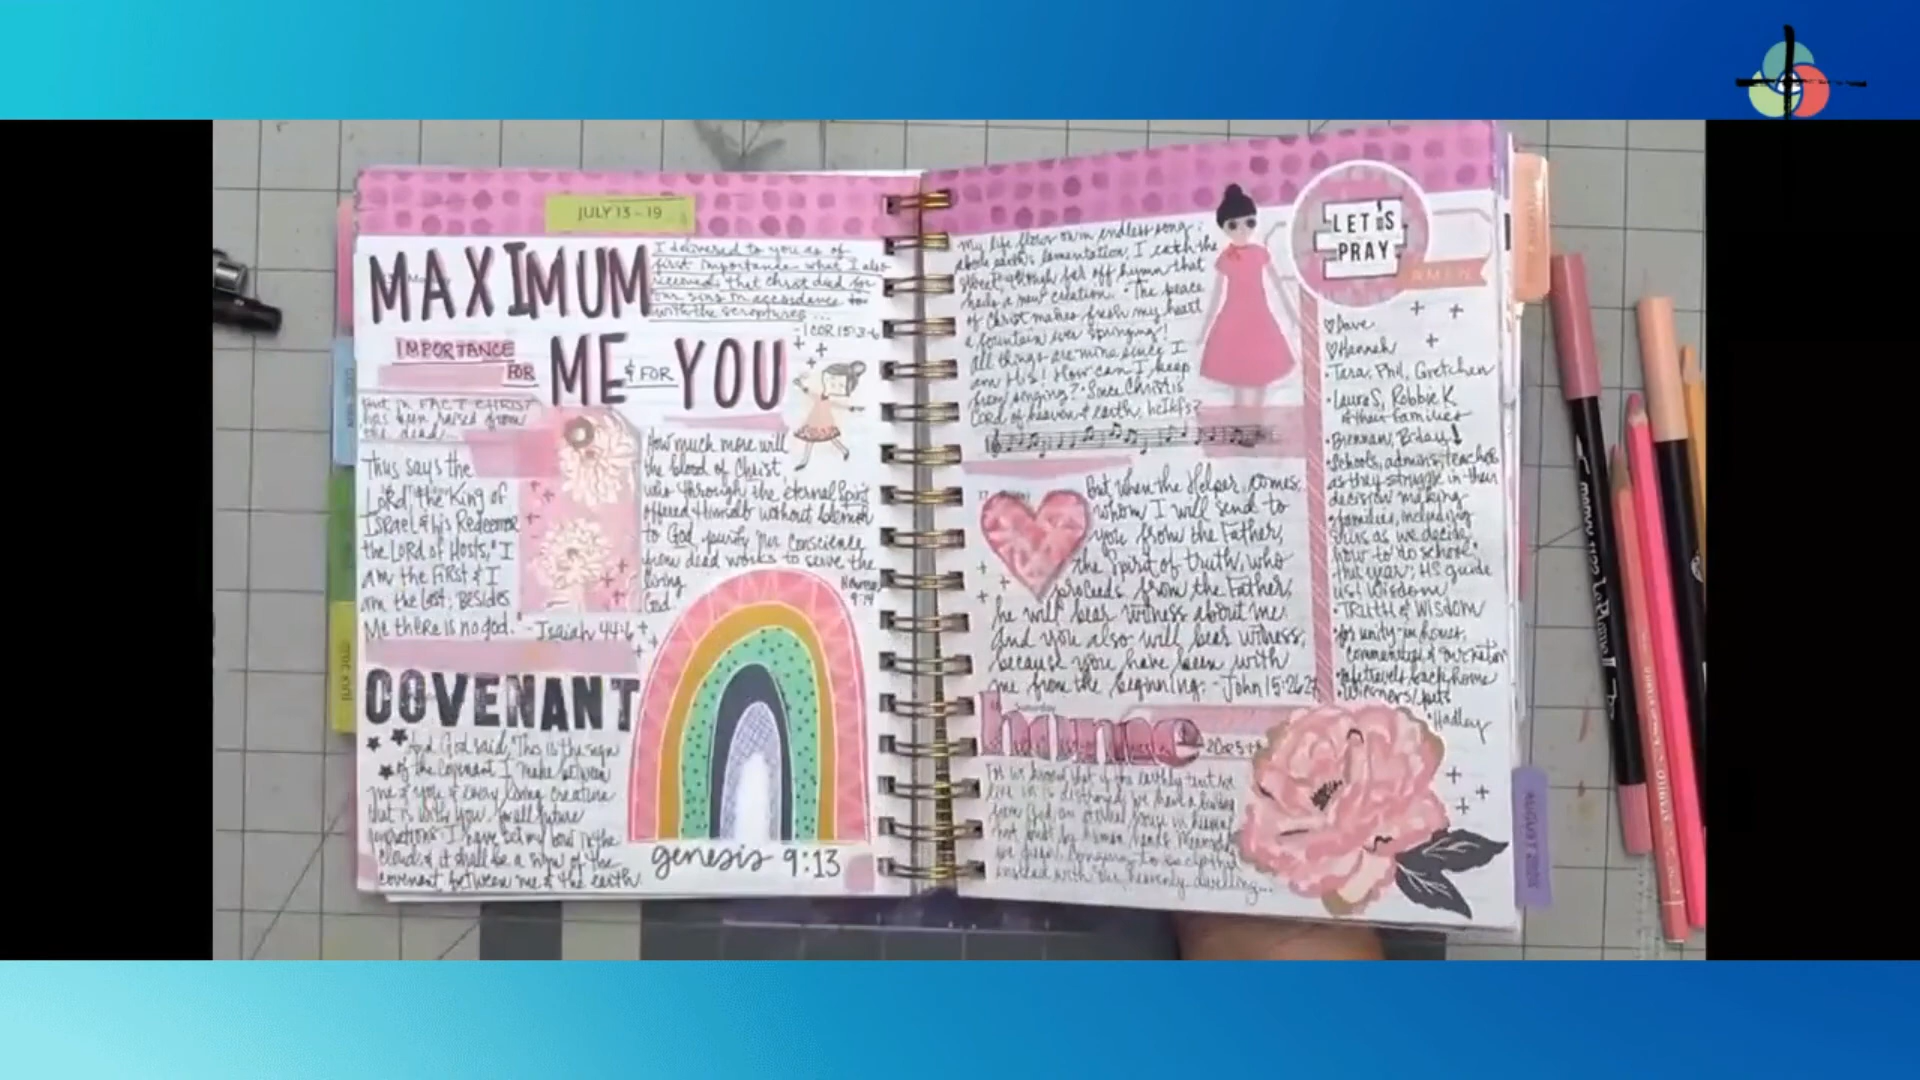 JULY 13-19
MAXIMUM
IMPORTANCE
FOR ME & FOR YOU
I delivered to you as of
first importance what I also
received: that Christ died for
our sins in accordance
with the scriptures...
-1 COR 15:3-6
But in FACT CHRIST
has been raised from
the dead...
Thus says the
Lord, "the King of
Israel & his Redeemer
the LORD of Hosts, "I
am the FIRST & I
am the last; Besides
Me there is no god."
-Isaiah 44:6
How much more will
the blood of Christ
who through the eternal Spirit
offered Himself without blemish
to God, purify our conscience
from dead works to serve the
living
God.
Hebrews
9:14
COVENANT
And God said, "This is the sign
of the Covenant I make between
me & you & every living creature
that is with you, for all future
generations: I have set my bow in the
clouds & it shall be a sign of the
covenant between me & the earth
genesis 9:13
My life flows on in endless song:
above earth's lamentation, I catch the
sweet, though far off hymn that
hails a new creation. The peace
of Christ makes fresh my heart
a fountain ever springing!
All things are mine since I
am His! How can I keep
from singing? Since Christ is
Lord of heaven & earth, how can I
But when the Helper comes,
whom I will send to
you from the Father,
the Spirit of truth, who
proceeds from the Father,
he will bear witness about me.
And you also will bear witness,
because you have been with
me from the beginning. -John 15:26-27
Saturday
home
For we know that if the earthly tent we
live in is destroyed, we have a building
from God, an eternal house in heaven
not built by human hands. Meanwhile
we groan, longing to be clothed
instead with our heavenly dwelling...
LET US
PRAY
AMEN
Dave
Hannah
• Tara, Phil, Gretchen
• Laura S, Robbie K
& their families
• Brennan, B-day!
• Schools, admins, teachers
as they struggle in their
decision making
• families, including
ours as we decide
how to "do school"
this year; HS guide
us! Wisdom
• TRUTH & WISDOM
• for unity in homes,
communities & our nation
• safe travels back home
• Hadley
AUGUST 2020